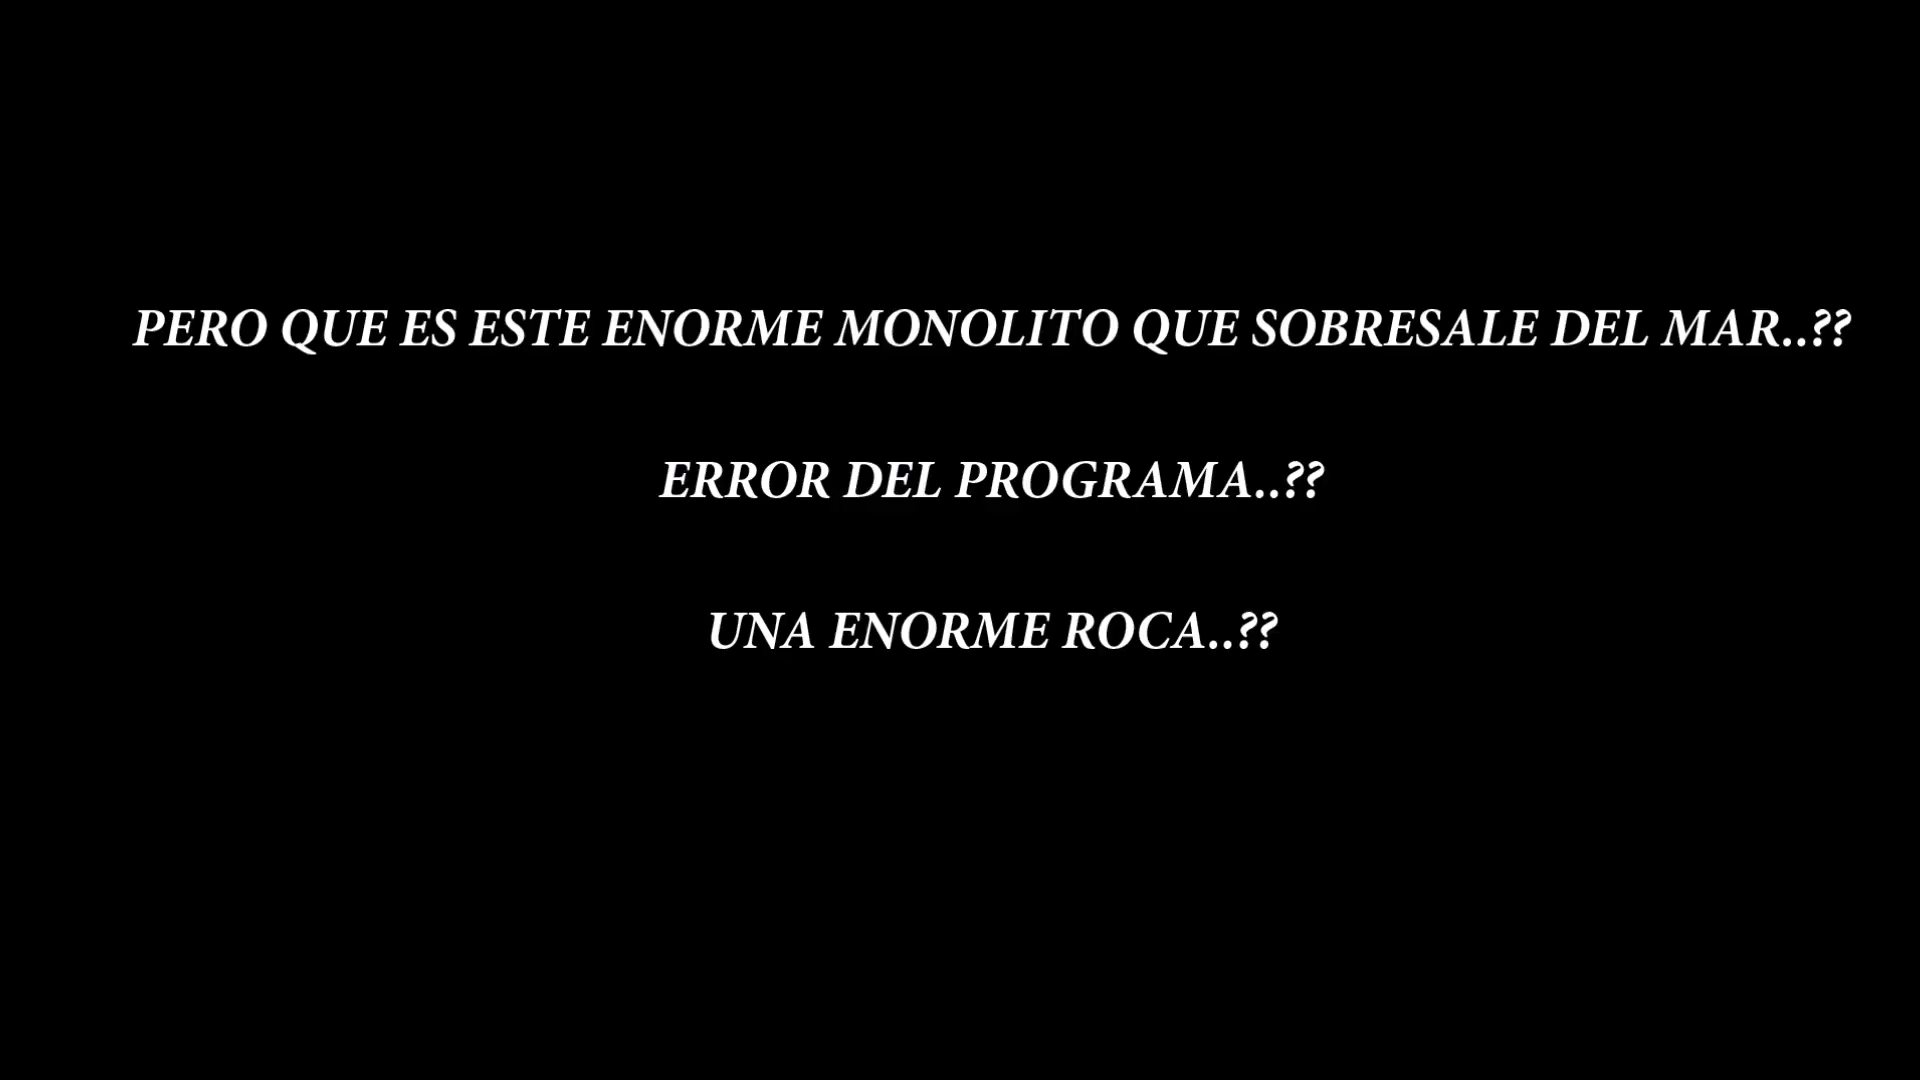 PERO QUE ES ESTE ENORME MONOLITO QUE SOBRESALE DEL MAR..??
ERROR DEL PROGRAMA..??
UNA ENORME ROCA..??